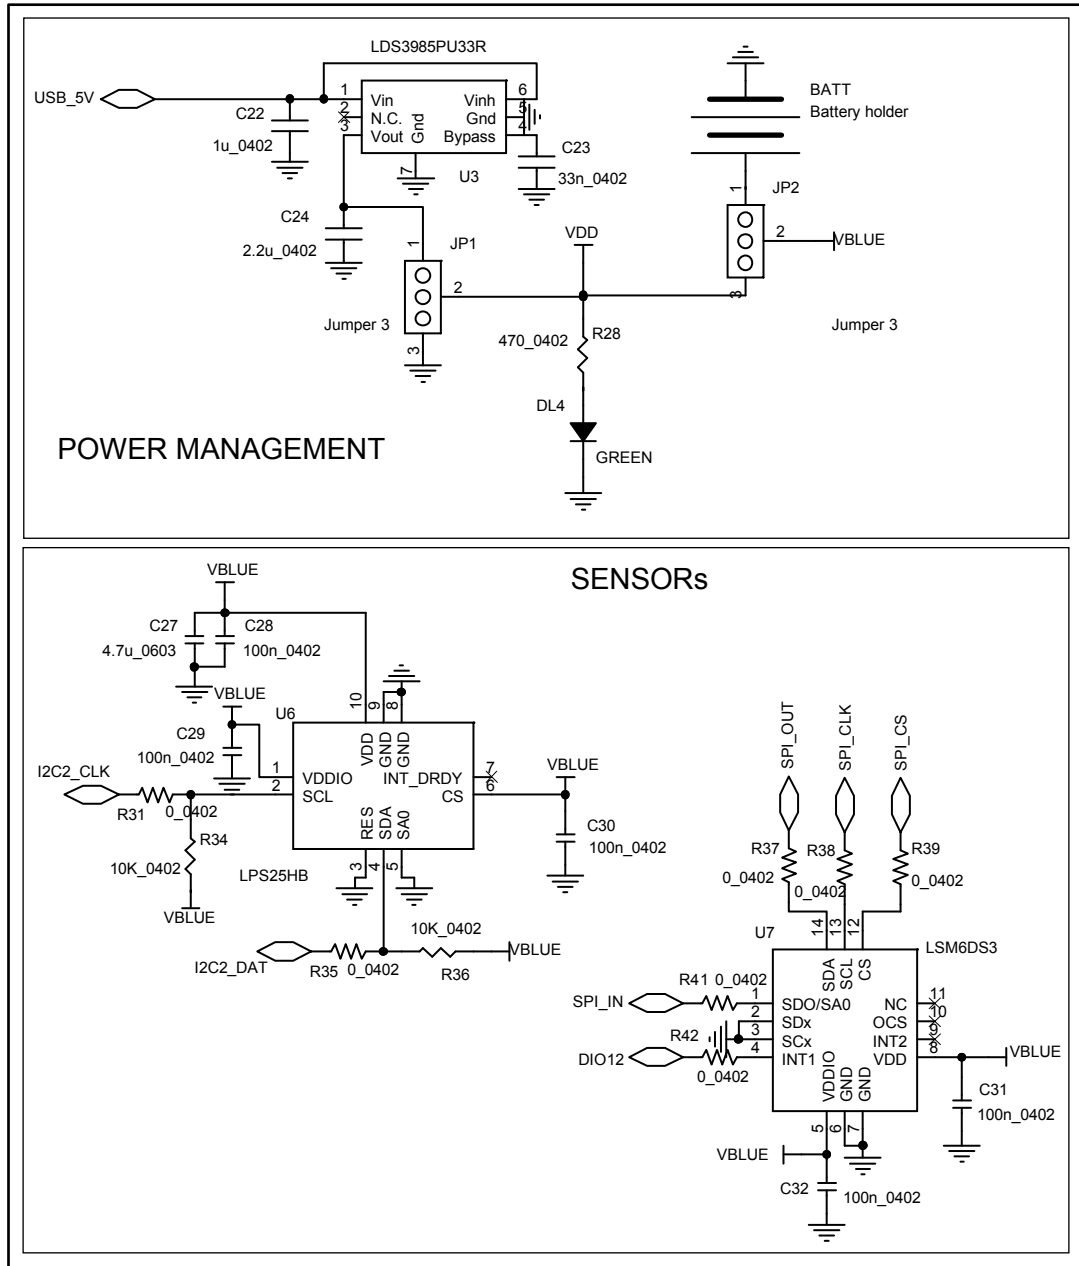 LDS3985PU33R
USB_5V
1
2
3
Vin
N.C.
Vout
Gnd
Vinh
Gnd
Bypass
6
5
4
7
U3
C22
1u_0402
C23
33n_0402
C24
2.2u_0402
BATT
Battery holder
1
JP2
2
VBLUE
3
Jumper 3
VDD
1
JP1
2
Jumper 3
3
470_0402
R28
DL4
GREEN
POWER MANAGEMENT
SENSORs
VBLUE
C27
4.7u_0603
C28
100n_0402
VBLUE
C29
100n_0402
U6
10
9
8
VDD
GND
GND
I2C2_CLK
R31
0_0402
1
2
VDDIO
SCL
INT_DRDY
CS
7
6
RES
SDA
SA0
3
4
5
LPS25HB
R34
10K_0402
VBLUE
VBLUE
C30
100n_0402
I2C2_DAT
R35
0_0402
10K_0402
R36
VBLUE
SPI_OUT
SPI_CLK
SPI_CS
R37
0_0402
R38
0_0402
R39
0_0402
U7
14
13
12
LSM6DS3
SDA
SCL
CS
SPI_IN
R41
0_0402
DIO12
R42
0_0402
1
2
3
4
SDO/SA0
SDx
SCx
INT1
NC
OCS
INT2
VDD
11
10
9
8
VDDIO
GND
GND
5
6
7
VBLUE
C31
100n_0402
VBLUE
C32
100n_0402